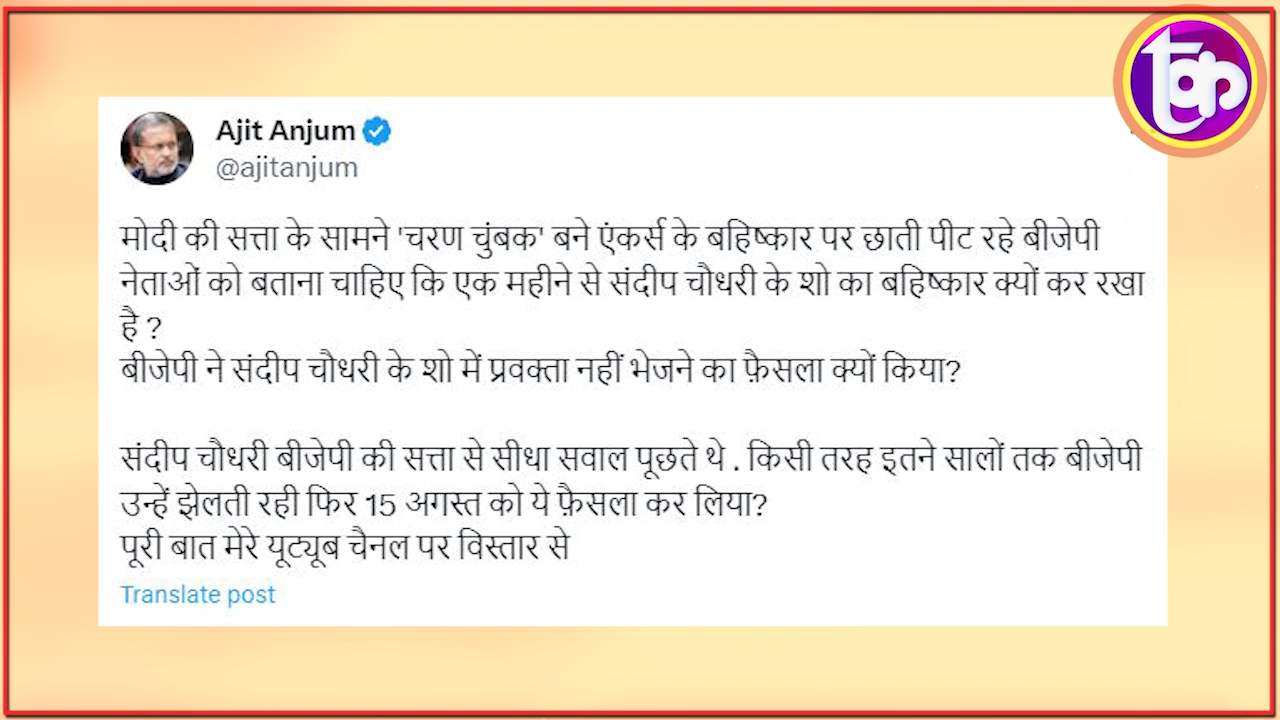 तक
Ajit Anjum
@ajitanjum
मोदी की सत्ता के सामने 'चरण चुंबक' बने एंकर्स के बहिष्कार पर छाती पीट रहे बीजेपी
नेताओं को बताना चाहिए कि एक महीने से संदीप चौधरी के शो का बहिष्कार क्यों कर रखा
है ?
बीजेपी ने संदीप चौधरी के शो में प्रवक्ता नहीं भेजने का फ़ैसला क्यों किया?
संदीप चौधरी बीजेपी की सत्ता से सीधा सवाल पूछते थे . किसी तरह इतने सालों तक बीजेपी
उन्हें झेलती रही फिर 15 अगस्त को ये फ़ैसला कर लिया?
पूरी बात मेरे यूट्यूब चैनल पर विस्तार से
Translate post